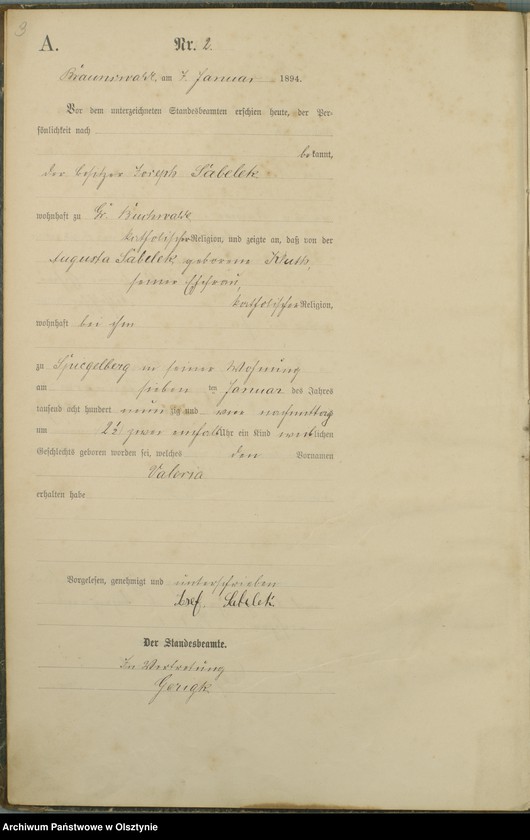 3
A. Nr. 2.
Braunswalde, am 7. Januar 1894.
Vor dem unterzeichneten Standesbeamten erschien heute, der Per-
sönlichkeit nach
bekannt,
der Besitzer Joseph Sabelek
wohnhaft zu Gr. Buchwalde
katholischer Religion, und zeigte an, daß von der
Augusta Sabelek geborene Kluth,
seiner Ehefrau,
katholischer Religion,
wohnhaft bei ihm
zu Spiegelberg in seiner Wohnung
am sieben ten Januar des Jahres
tausend acht hundert neun zig und vier nachmittag
um 2½ zwei Uhr ein Kind weiblichen
Geschlechts geboren worden sei, welches den Vornamen
Valeria
erhalten habe
Vorgelesen, genehmigt und unterschrieben
Josef Sabelek
Der Standesbeamte.
In Vertretung
Gerigk
Archiwum Państwowe w Olsztynie